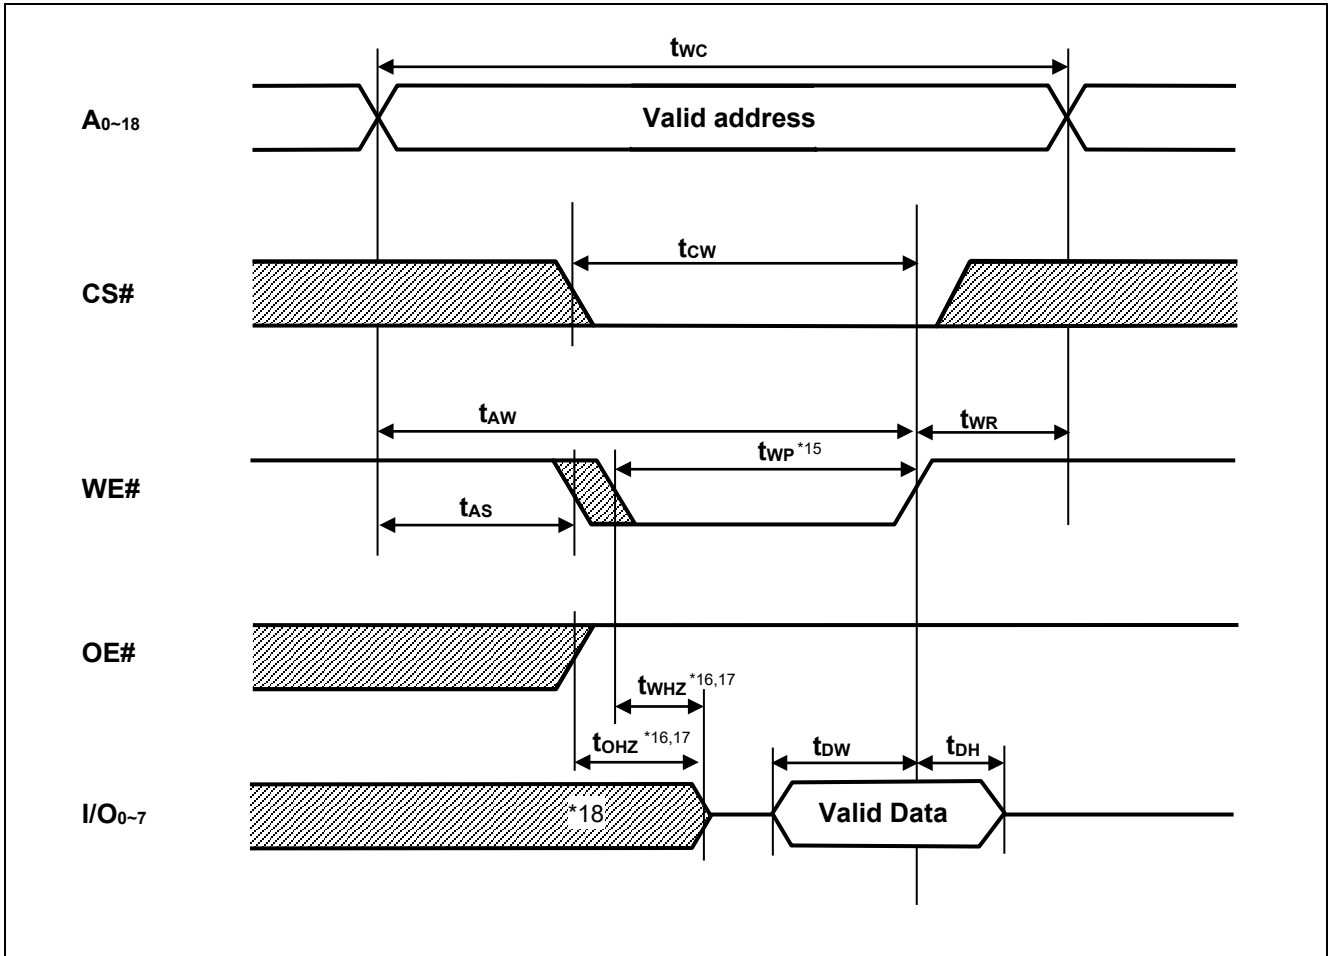 tWC
A0~18
Valid address
tCW
CS#
tAW
tWR
tWP *15
WE#
tAS
OE#
tWHZ *16,17
tOHZ *16,17
tDW
tDH
I/O0~7
*18
Valid Data